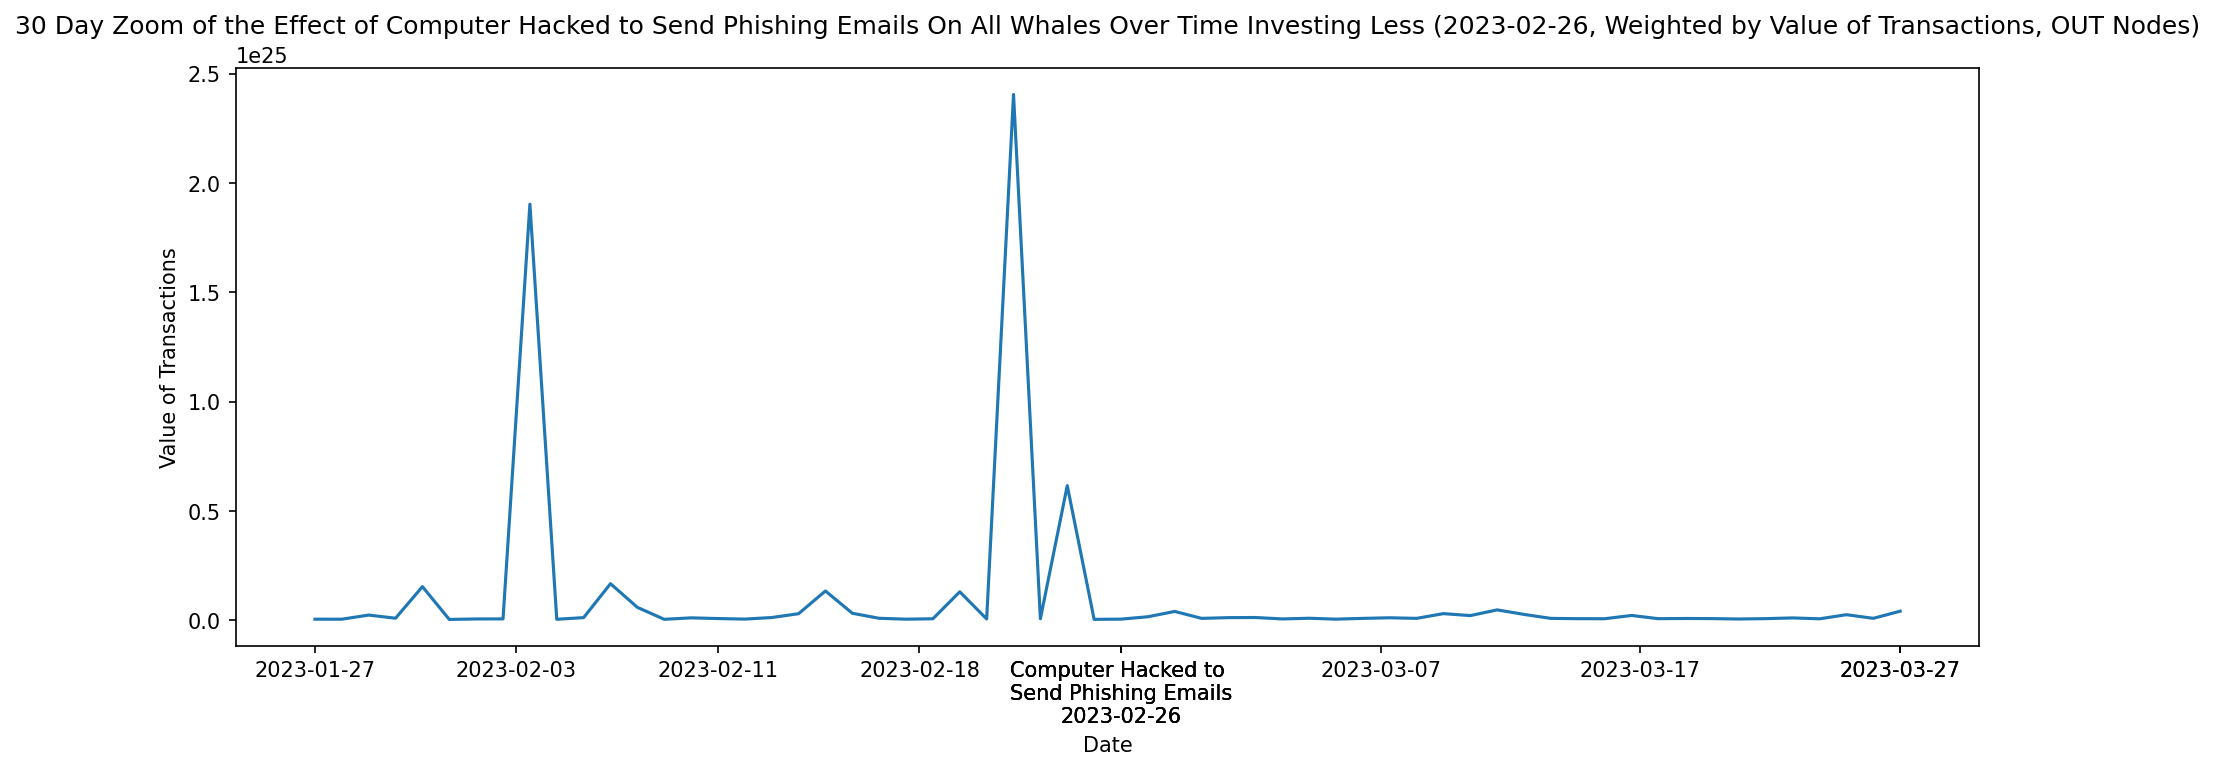 30 Day Zoom of the Effect of Computer Hacked to Send Phishing Emails On All Whales Over Time Investing Less (2023-02-26, Weighted by Value of Transactions, OUT Nodes)
1e25
2.5
2.0
1.5
1.0
0.5
0.0
Value of Transactions
2023-01-27
2023-02-03
2023-02-11
2023-02-18
Computer Hacked to
Send Phishing Emails
2023-02-26
2023-03-07
2023-03-17
2023-03-27
Date